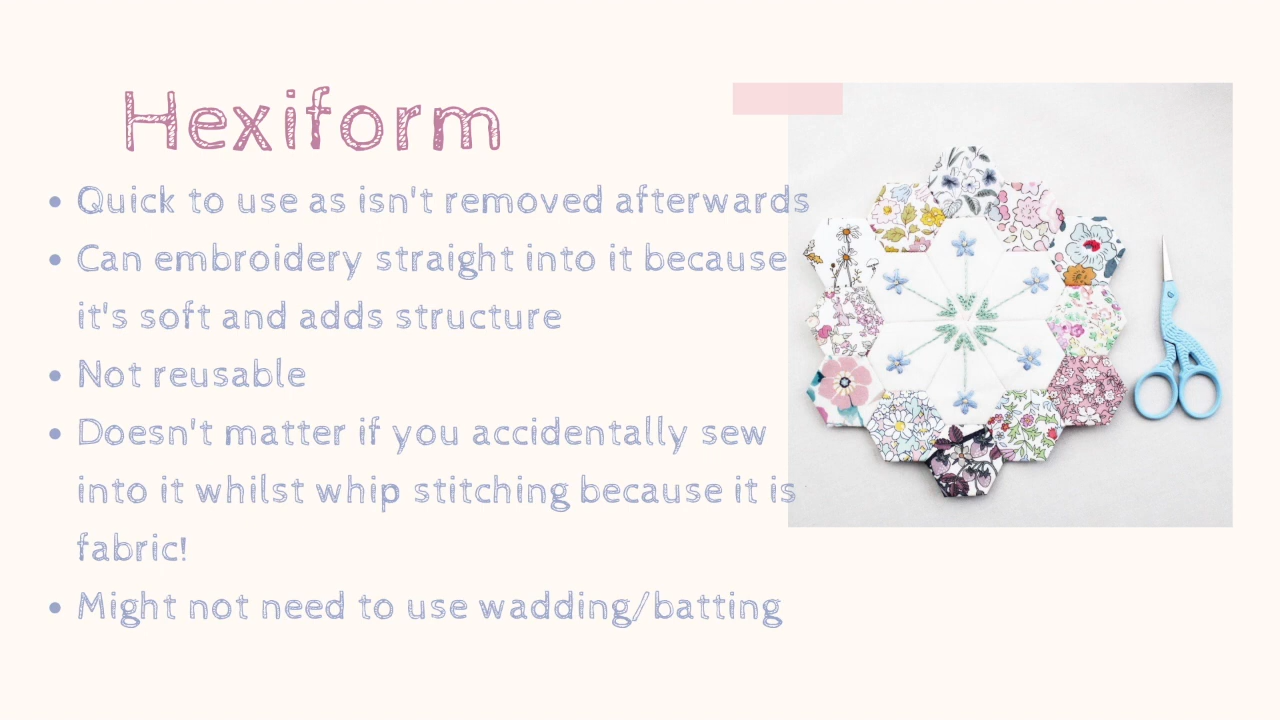 Hexiform
• Quick to use as isn't removed afterwards
• Can embroidery straight into it because
it's soft and adds structure
• Not reusable
• Doesn't matter if you accidentally sew
into it whilst whip stitching because it is
fabric!
• Might not need to use wadding/batting